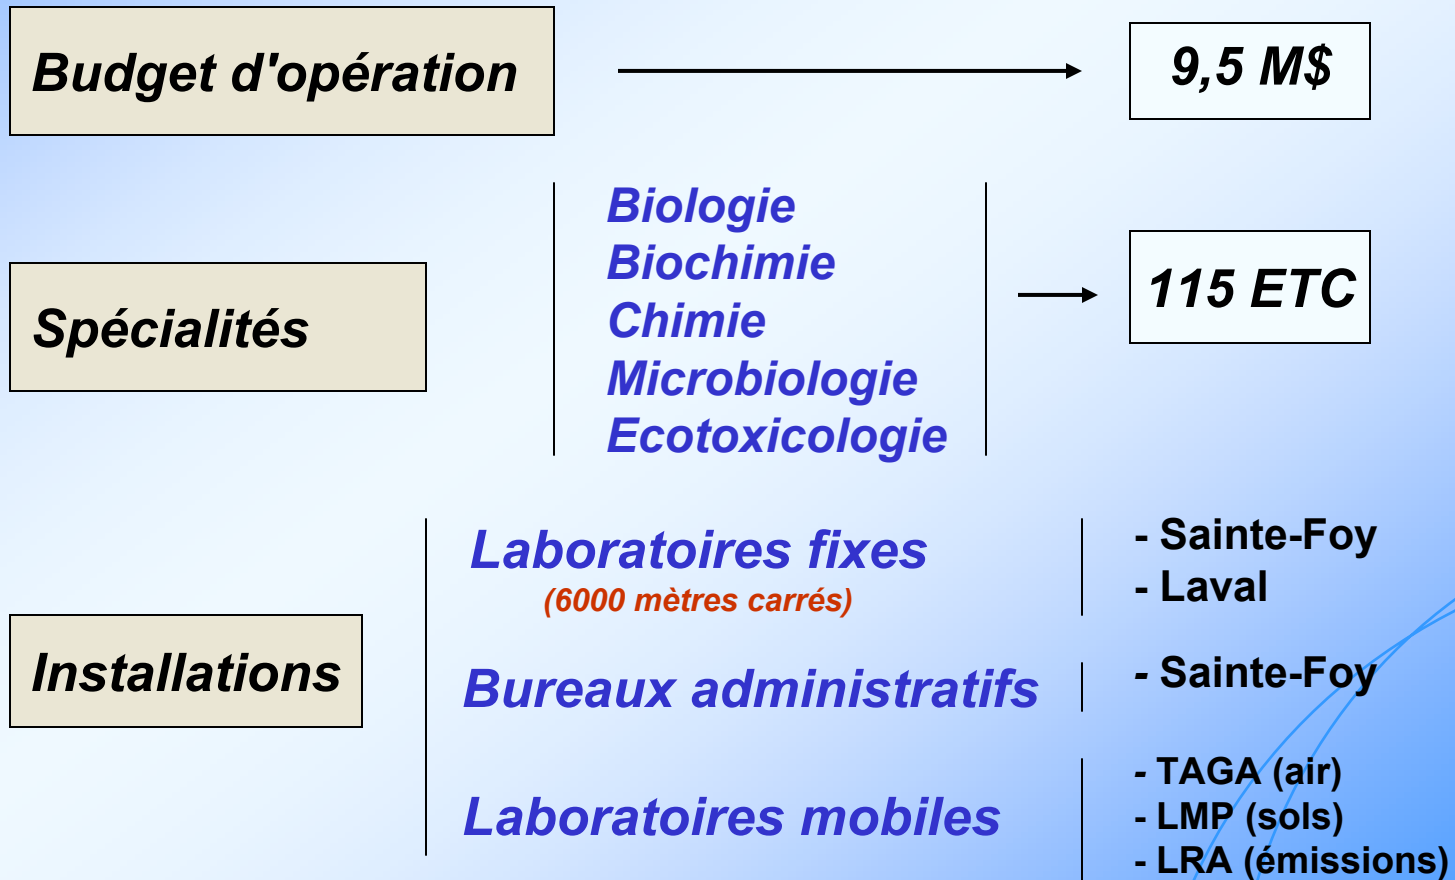 Budget d'opération
9,5 M$
Spécialités
Biologie
Biochimie
Chimie
Microbiologie
Ecotoxicologie
115 ETC
Installations
Laboratoires fixes
(6000 mètres carrés)
- Sainte-Foy
- Laval
Bureaux administratifs
- Sainte-Foy
Laboratoires mobiles
- TAGA (air)
- LMP (sols)
- LRA (émissions)